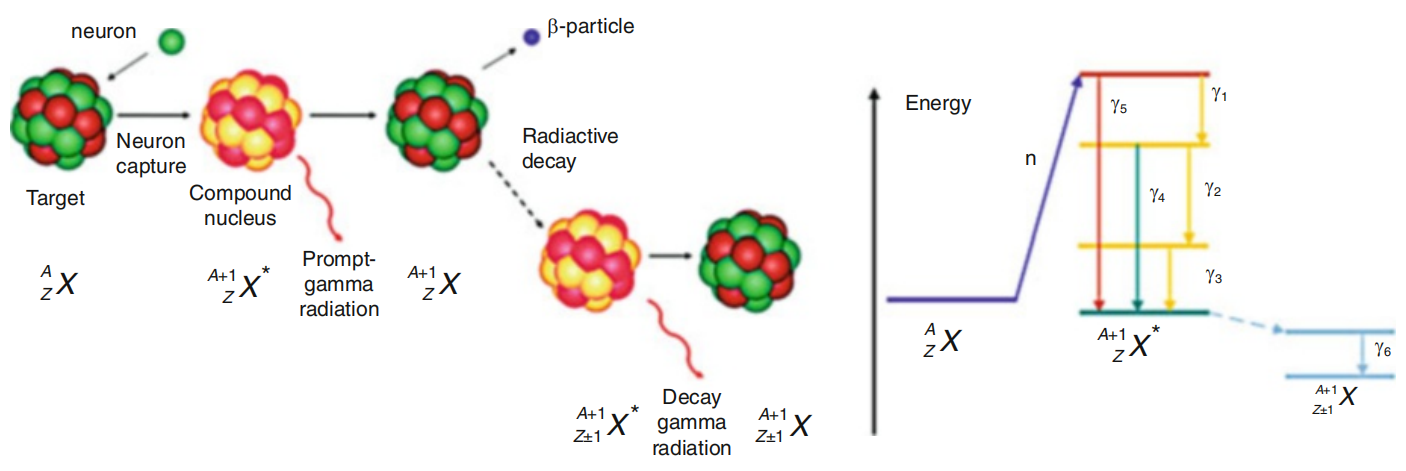 neuron
β-particle
Neuron
capture
Radiactive
decay
Target
Compound
nucleus
Prompt-
gamma
radiation
A
Z X
A+1
Z X*
A+1
Z X
Decay
gamma
radiation
A+1
Z±1 X*
A+1
Z±1 X
Energy
n
γ5
γ1
γ4
γ2
γ3
γ6
A
Z X
A+1
Z X*
A+1
Z±1 X